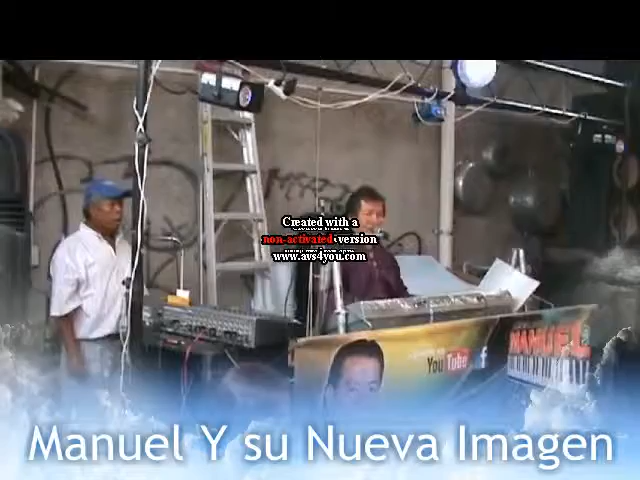 Created with a
non-activated version
www.avs4you.com
YouTube
f
MANUEL
Manuel Y su Nueva Imagen